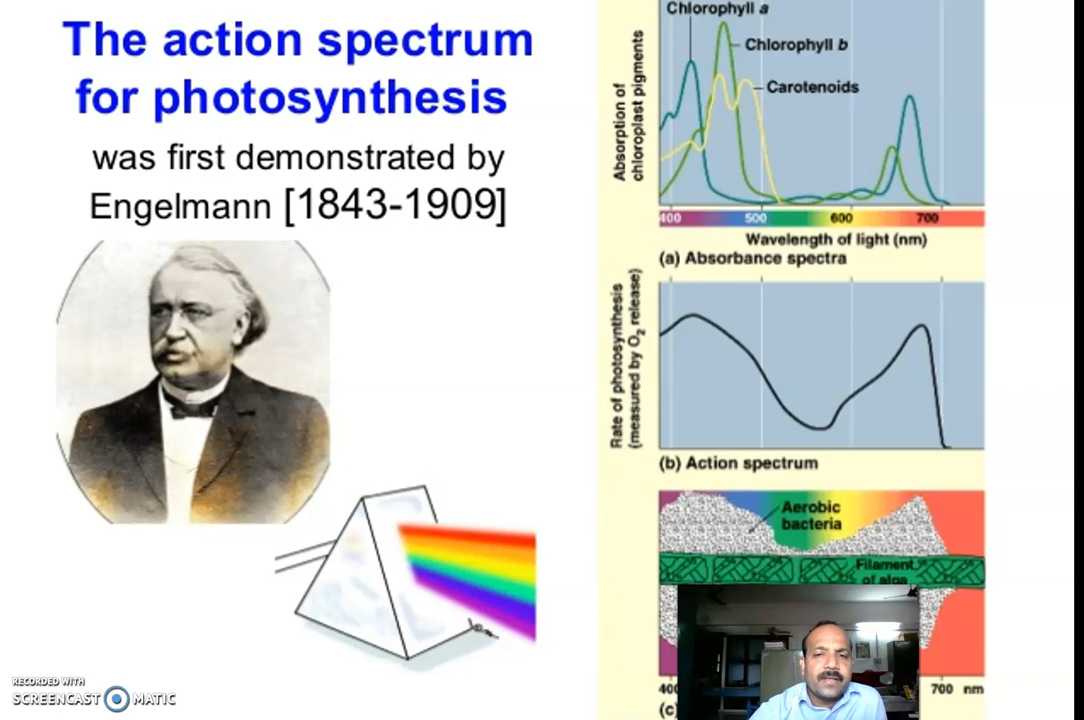 The action spectrum
for photosynthesis
was first demonstrated by
Engelmann [1843-1909]
Chlorophyll a
Chlorophyll b
Carotenoids
Absorption of
chloroplast pigments
400 500 600 700
Wavelength of light (nm)
(a) Absorbance spectra
Rate of photosynthesis
(measured by O2 release)
(b) Action spectrum
Aerobic
bacteria
Filament
of alga
700 nm
(c)
RECORDED WITH
SCREENCAST MATIC